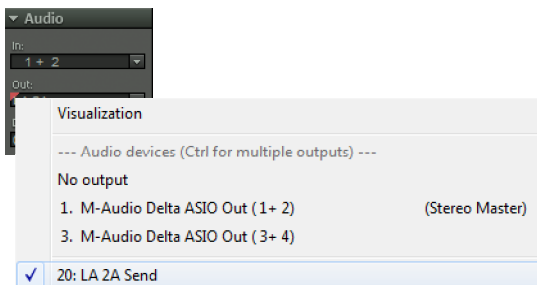 Audio
In:
1 + 2
Out:
Visualization
--- Audio devices (Ctrl for multiple outputs) ---
No output
1. M-Audio Delta ASIO Out (1+ 2) (Stereo Master)
3. M-Audio Delta ASIO Out (3+ 4)
20: LA 2A Send